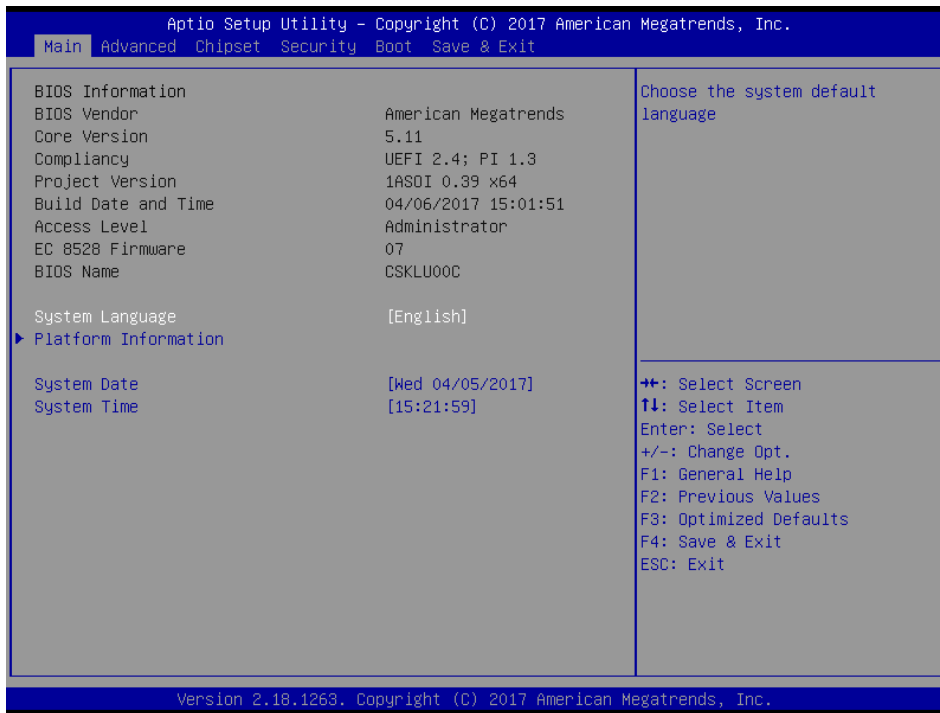 Aptio Setup Utility – Copyright (C) 2017 American Megatrends, Inc.
Main Advanced Chipset Security Boot Save & Exit
BIOS Information
BIOS Vendor American Megatrends
Core Version 5.11
Compliancy UEFI 2.4; PI 1.3
Project Version 1ASOI 0.39 x64
Build Date and Time 04/06/2017 15:01:51
Access Level Administrator
EC 8528 Firmware 07
BIOS Name CSKLU00C
System Language [English]
Platform Information
System Date [Wed 04/05/2017]
System Time [15:21:59]
Choose the system default
language
→←: Select Screen
↑↓: Select Item
Enter: Select
+/-: Change Opt.
F1: General Help
F2: Previous Values
F3: Optimized Defaults
F4: Save & Exit
ESC: Exit
Version 2.18.1263. Copyright (C) 2017 American Megatrends, Inc.